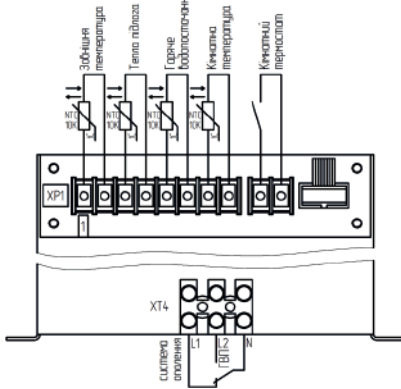 Зовнішня
температура
Тепла підлога
Гаряче
водопостачання
Кімнатна
температура
Кімнатний
термостат
NTC
10K
NTC
10K
NTC
10K
NTC
10K
XP1
1
XT4
система
опалення
L1
L2
N
ГВП